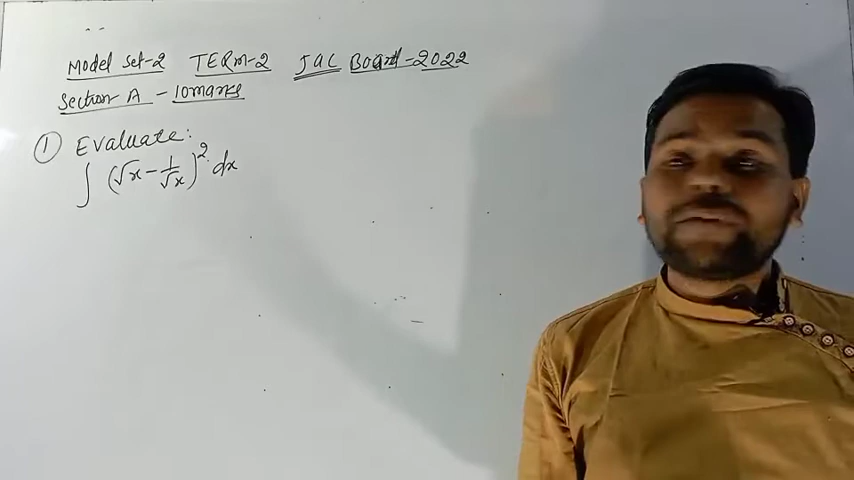 Model Set-2 TERM-2 JAC Board-2022
Section A - 10marks
① Evaluate:
∫ (√x - 1/√x)² dx